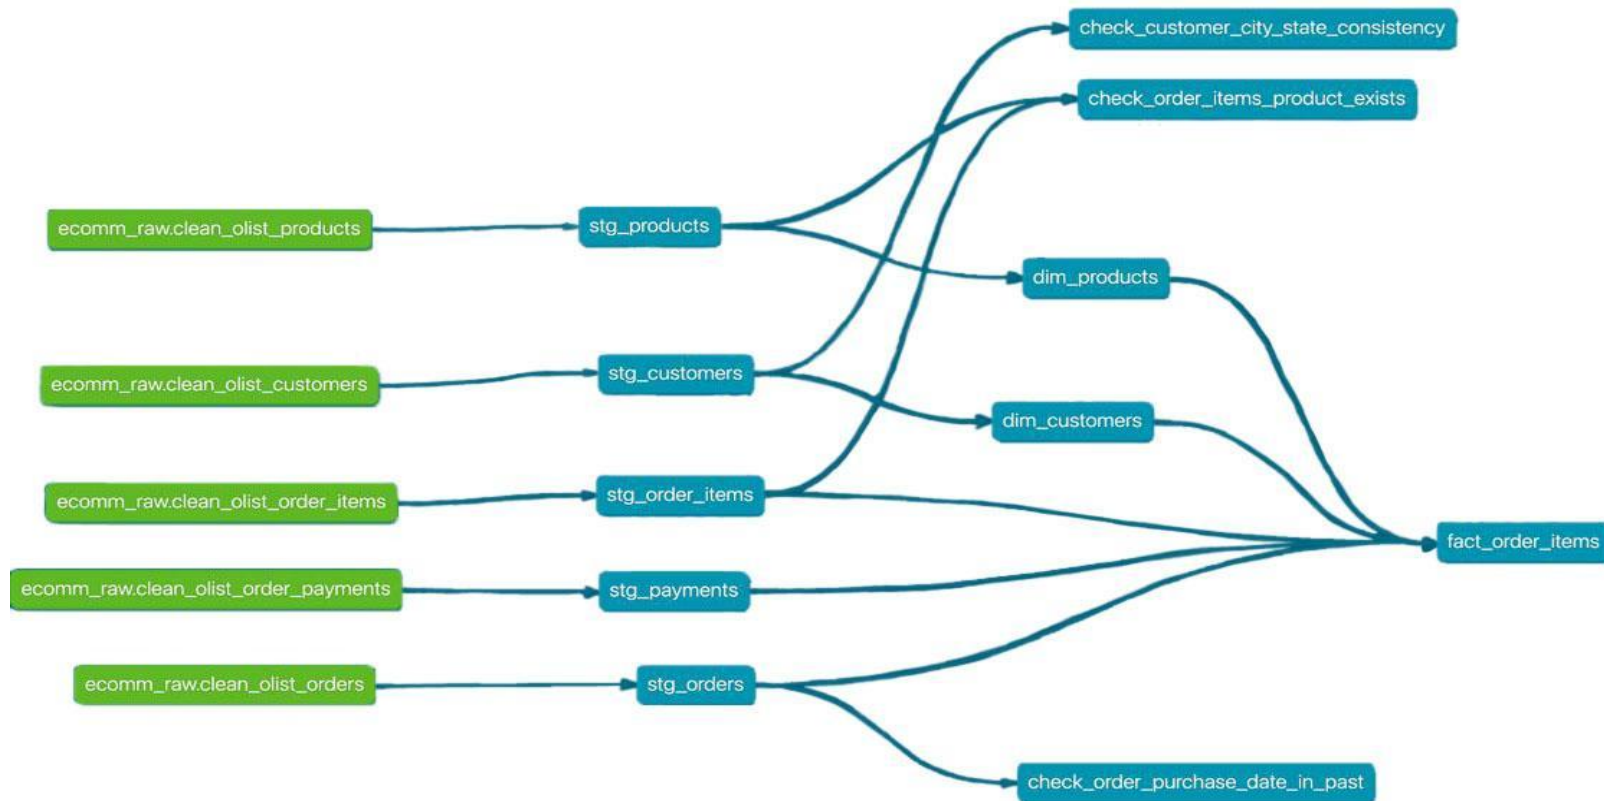 check_customer_city_state_consistency
check_order_items_product_exists
ecomm_raw.clean_olist_products
stg_products
dim_products
ecomm_raw.clean_olist_customers
stg_customers
dim_customers
ecomm_raw.clean_olist_order_items
stg_order_items
fact_order_items
ecomm_raw.clean_olist_order_payments
stg_payments
ecomm_raw.clean_olist_orders
stg_orders
check_order_purchase_date_in_past